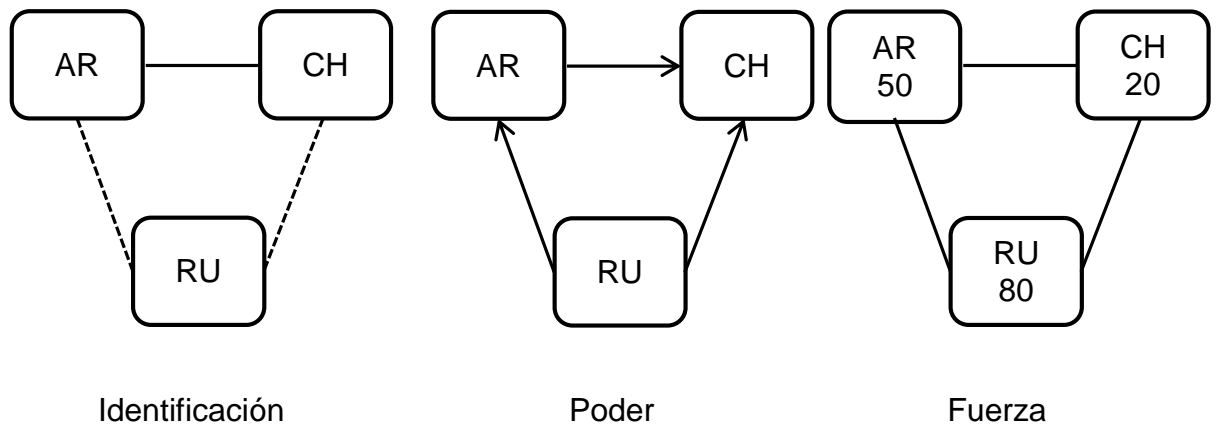 AR
CH
RU
Identificación
AR
CH
RU
Poder
AR
50
CH
20
RU
80
Fuerza